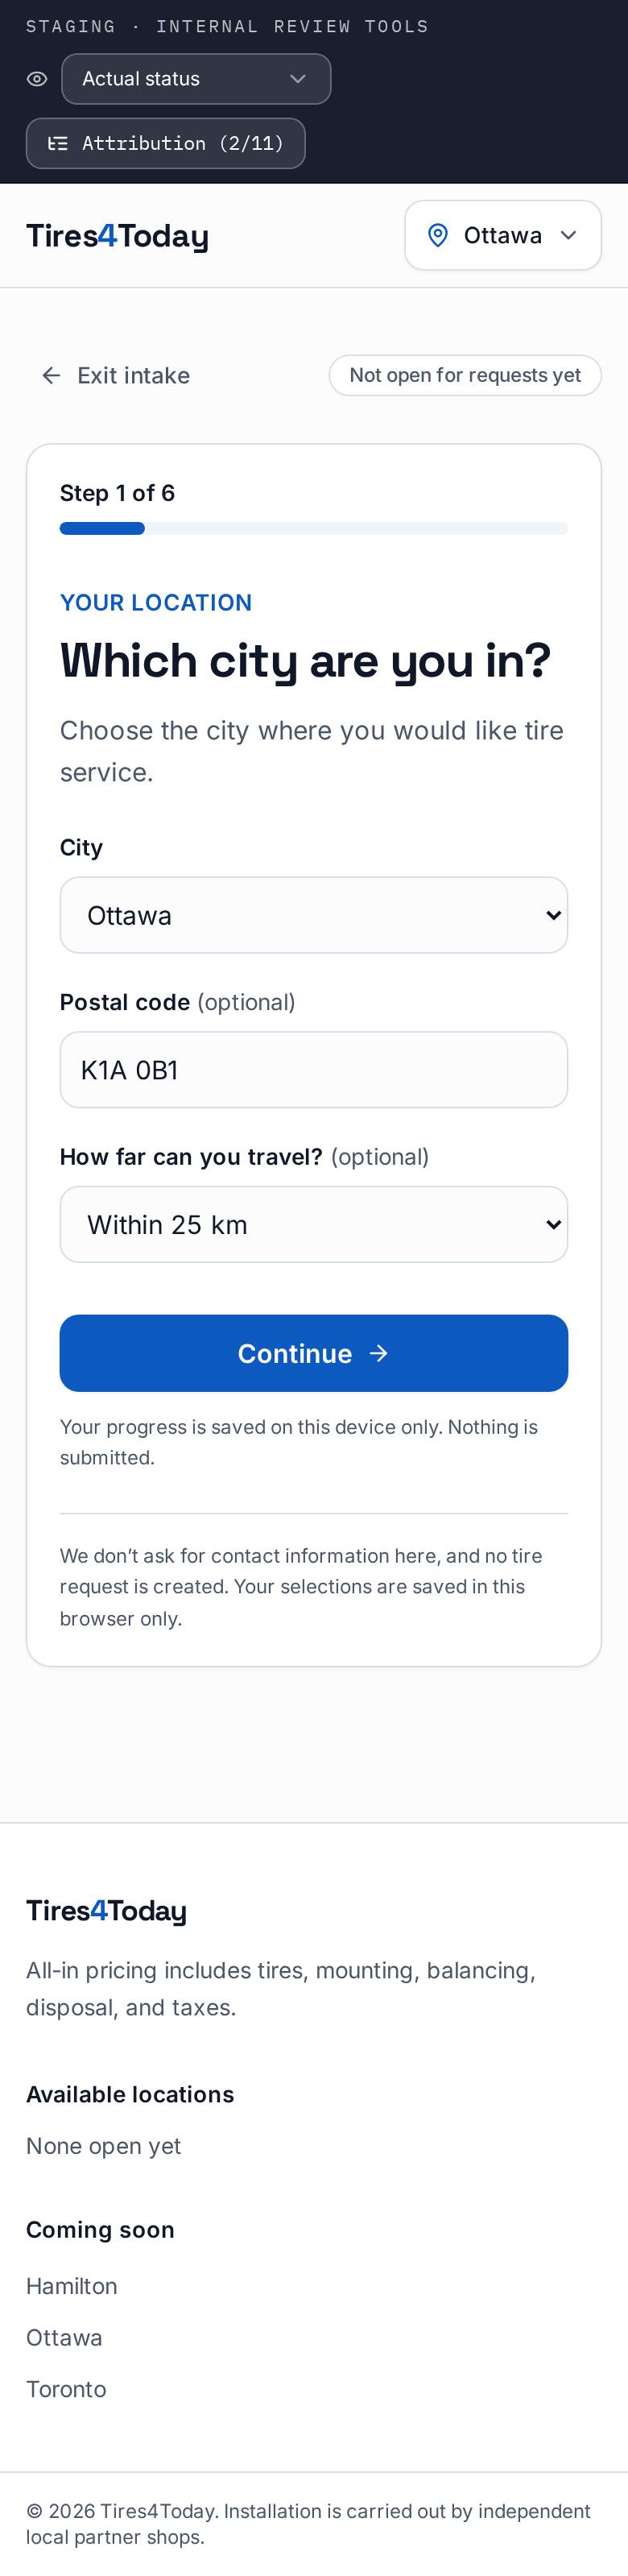 STAGING · INTERNAL REVIEW TOOLS
Actual status
Attribution (2/11)
Tires4Today
Ottawa
Exit intake
Not open for requests yet
Step 1 of 6
YOUR LOCATION
Which city are you in?
Choose the city where you would like tire
service.
City
Ottawa
Postal code (optional)
K1A 0B1
How far can you travel? (optional)
Within 25 km
Continue
Your progress is saved on this device only. Nothing is
submitted.
We don’t ask for contact information here, and no tire
request is created. Your selections are saved in this
browser only.
Tires4Today
All-in pricing includes tires, mounting, balancing,
disposal, and taxes.
Available locations
None open yet
Coming soon
Hamilton
Ottawa
Toronto
© 2026 Tires4Today. Installation is carried out by independent
local partner shops.